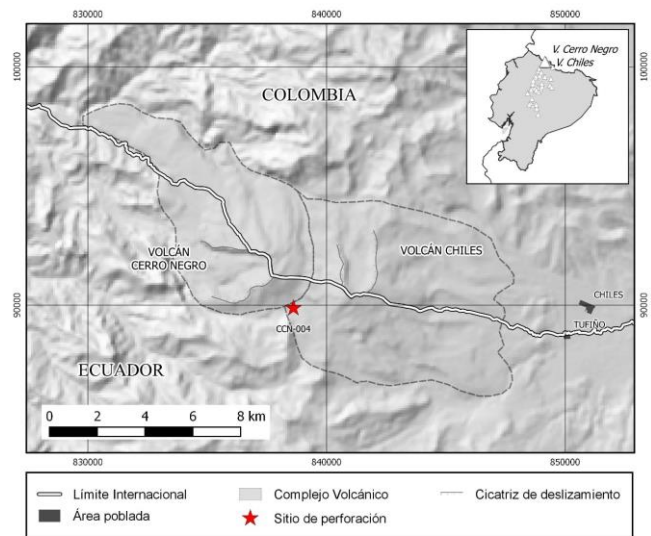 830000
840000
850000
100000
100000
V. Cerro Negro
V. Chiles
COLOMBIA
VOLCÁN
CERRO NEGRO
VOLCÁN CHILES
CHILES
90000
90000
TUFIÑO
CCN-004
ECUADOR
0 2 4 6 8 km
830000
840000
850000
Límite Internacional
Complejo Volcánico
Cicatriz de deslizamiento
Área poblada
Sitio de perforación